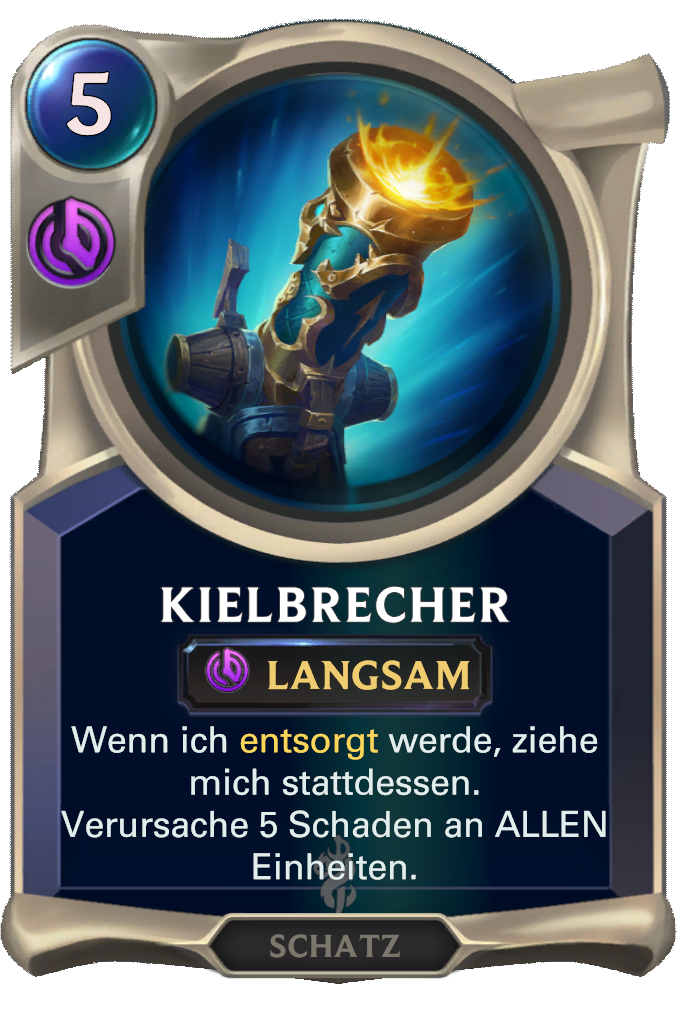 5
KIELBRECHER
LANGSAM
Wenn ich entsorgt werde, ziehe
mich stattdessen.
Verursache 5 Schaden an ALLEN
Einheiten.
SCHATZ